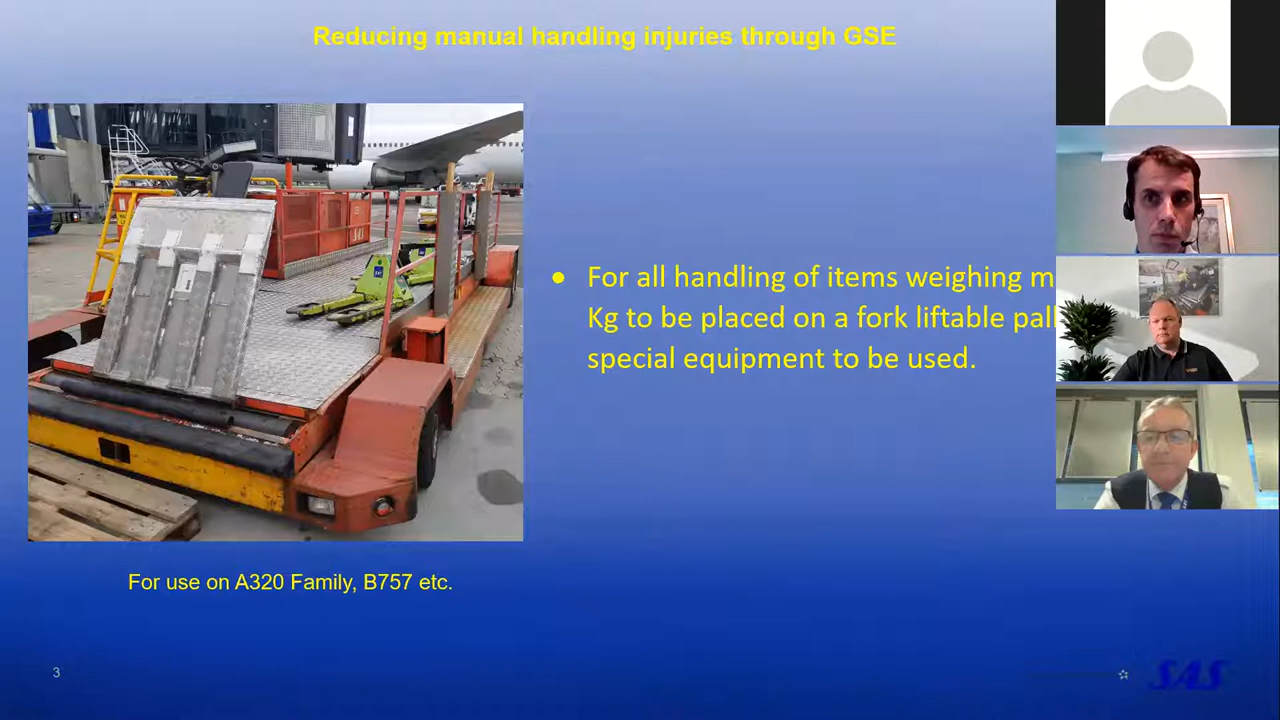 Reducing manual handling injuries through GSE
For all handling of items weighing
Kg to be placed on a fork liftable
special equipment to be used.
For use on A320 Family, B757 etc.
3
SAS